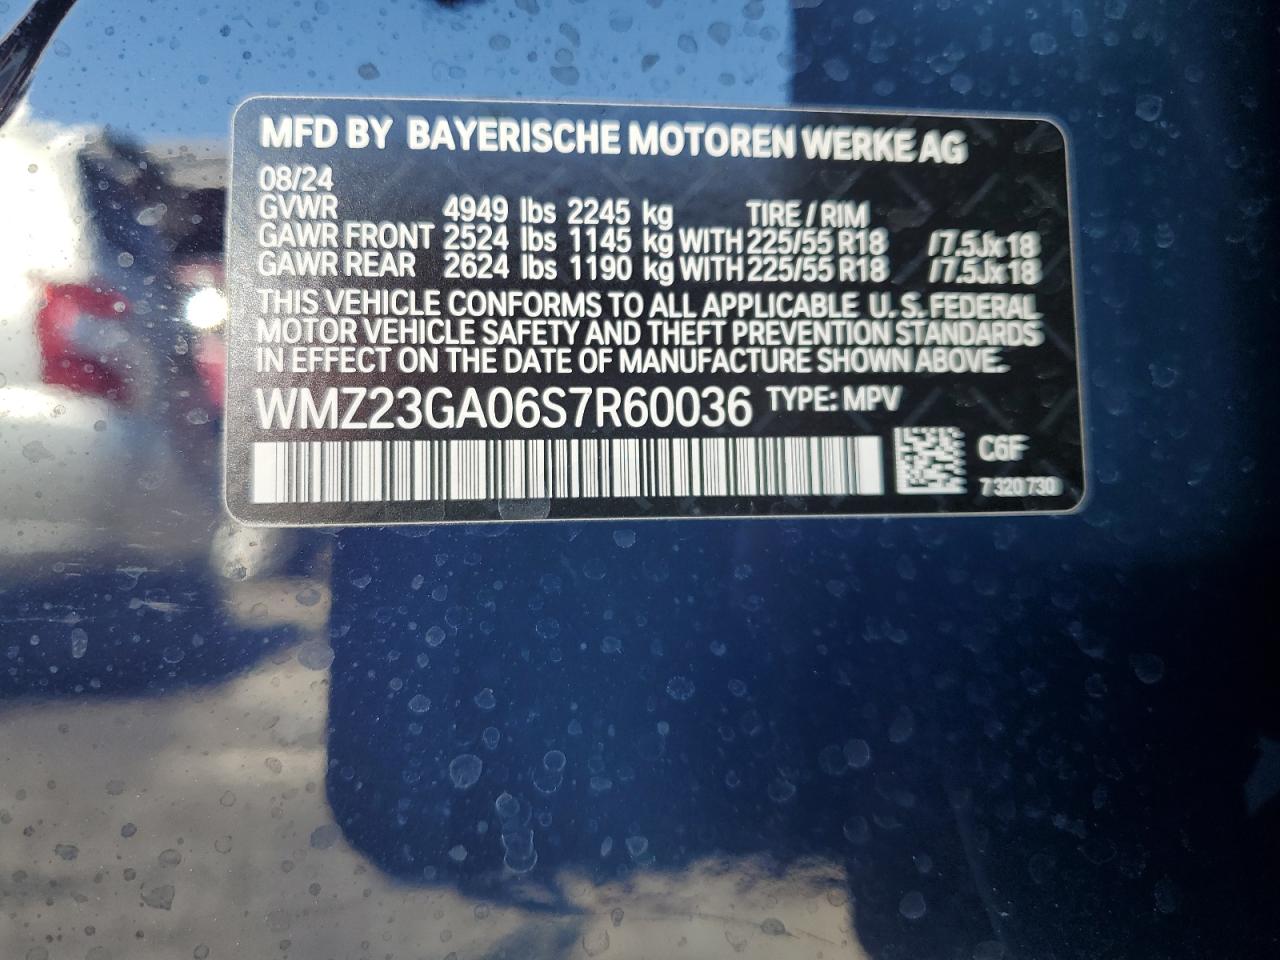 MFD BY BAYERISCHE MOTOREN WERKE AG
08/24
GVWR 4949 lbs 2245 kg TIRE / RIM
GAWR FRONT 2524 lbs 1145 kg WITH 225/55 R18 /7.5Jx18
GAWR REAR 2624 lbs 1190 kg WITH 225/55 R18 /7.5Jx18
THIS VEHICLE CONFORMS TO ALL APPLICABLE U.S. FEDERAL
MOTOR VEHICLE SAFETY AND THEFT PREVENTION STANDARDS
IN EFFECT ON THE DATE OF MANUFACTURE SHOWN ABOVE.
WMZ23GA06S7R60036 TYPE: MPV
C6F
7 320 730